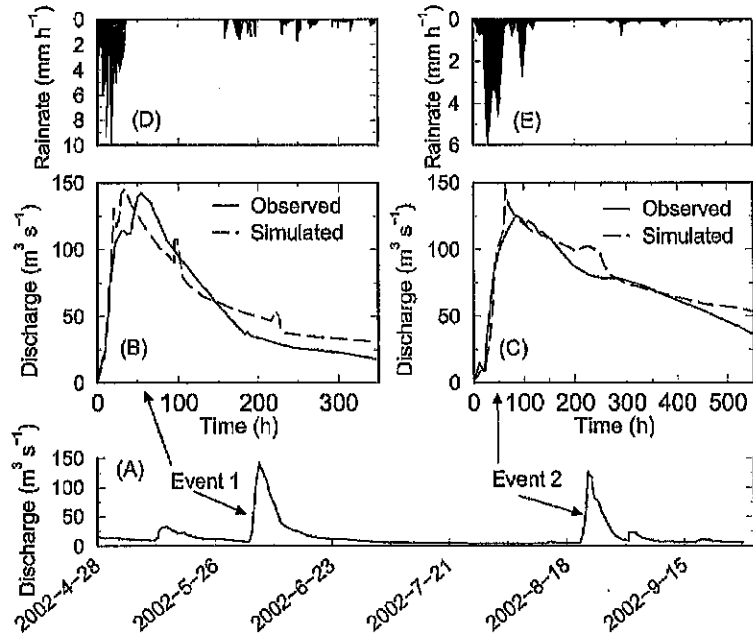 Rainrate (mm h⁻¹)
0
2
4
6
8
10
(D)
Rainrate (mm h⁻¹)
0
2
4
6
(E)
Discharge (m³ s⁻¹)
150
100
50
0
Observed
Simulated
(B)
0 100 200 300
Time (h)
Discharge (m³ s⁻¹)
150
100
50
0
Observed
Simulated
(C)
0 100 200 300 400 500
Time (h)
Discharge (m³ s⁻¹)
150
100
50
0
(A)
Event 1
Event 2
2002−4−28
2002−5−26
2002−6−23
2002−7−21
2002−8−18
2002−9−15